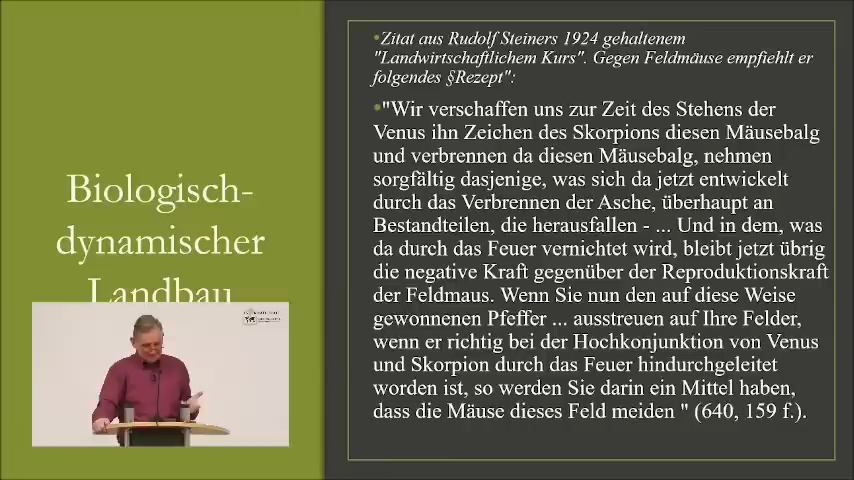 Biologisch-
dynamischer
Landbau
•Zitat aus Rudolf Steiners 1924 gehaltenem
"Landwirtschaftlichem Kurs". Gegen Feldmäuse empfiehlt er
folgendes §Rezept":
•"Wir verschaffen uns zur Zeit des Stehens der
Venus ihn Zeichen des Skorpions diesen Mäusebalg
und verbrennen da diesen Mäusebalg, nehmen
sorgfältig dasjenige, was sich da jetzt entwickelt
durch das Verbrennen der Asche, überhaupt an
Bestandteilen, die herausfallen - ... Und in dem, was
da durch das Feuer vernichtet wird, bleibt jetzt übrig
die negative Kraft gegenüber der Reproduktionskraft
der Feldmaus. Wenn Sie nun den auf diese Weise
gewonnenen Pfeffer ... ausstreuen auf Ihre Felder,
wenn er richtig bei der Hochkonjunktion von Venus
und Skorpion durch das Feuer hindurchgeleitet
worden ist, so werden Sie darin ein Mittel haben,
dass die Mäuse dieses Feld meiden " (640, 159 f.).